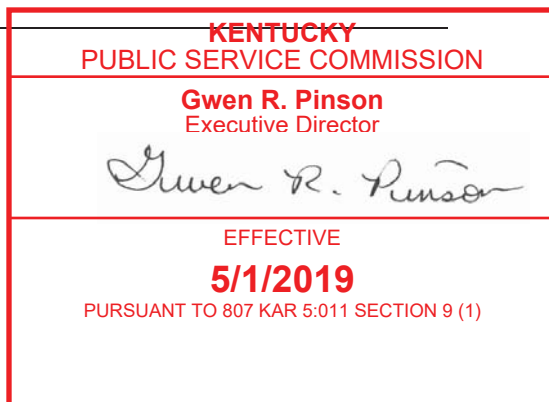 KENTUCKY
PUBLIC SERVICE COMMISSION
Gwen R. Pinson
Executive Director
Gwen R. Pinson
EFFECTIVE
5/1/2019
PURSUANT TO 807 KAR 5:011 SECTION 9 (1)